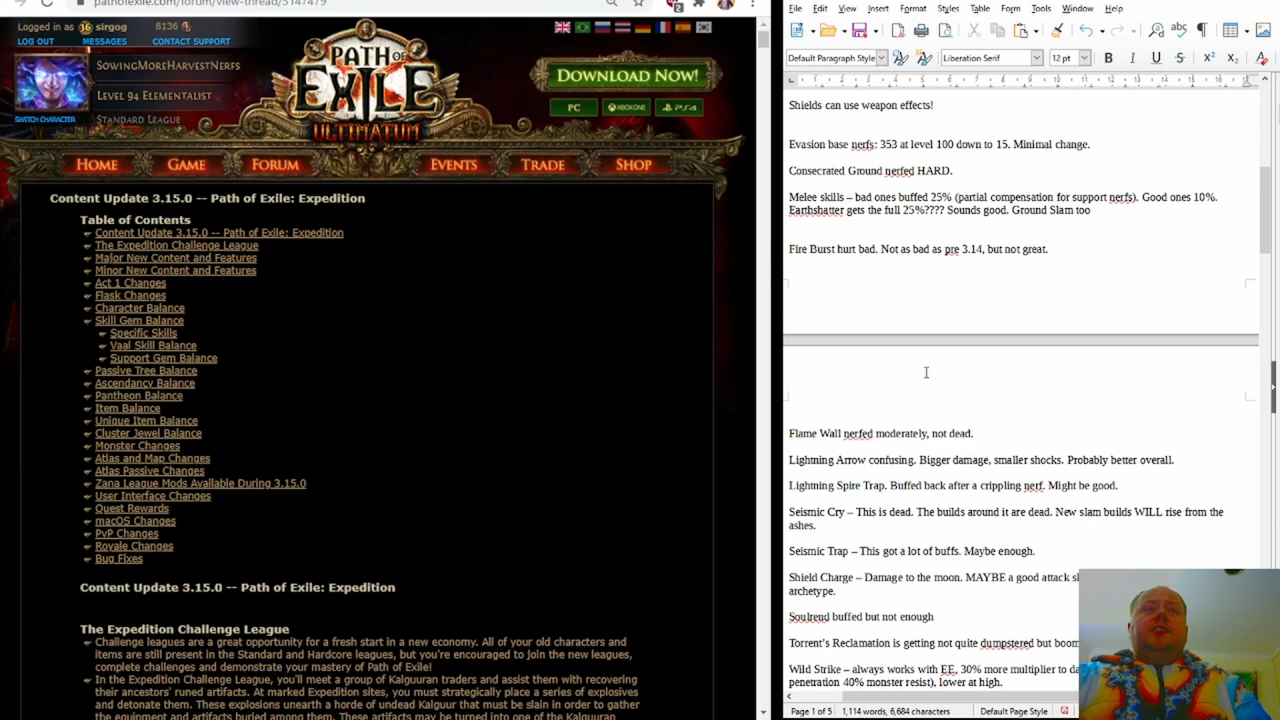 pathofexile.com/forum/view-thread/3147479
Logged in as 16 sirgog
8136
LOG OUT
MESSAGES
CONTACT SUPPORT
SowingMoreHarvestNerfs
Level 94 Elementalist
Standard League
SWITCH CHARACTER
PATH OF
EXILE
ULTIMATUM
DOWNLOAD NOW!
PC
XBOX ONE
PS4
HOME
GAME
FORUM
EVENTS
TRADE
SHOP
Content Update 3.15.0 -- Path of Exile: Expedition
Table of Contents
Content Update 3.15.0 -- Path of Exile: Expedition
The Expedition Challenge League
Major New Content and Features
Minor New Content and Features
Act 1 Changes
Flask Changes
Character Balance
Skill Gem Balance
Specific Skills
Vaal Skill Balance
Support Gem Balance
Passive Tree Balance
Ascendancy Balance
Pantheon Balance
Item Balance
Unique Item Balance
Cluster Jewel Balance
Monster Changes
Atlas and Map Changes
Atlas Passive Changes
Zana League Mods Available During 3.15.0
User Interface Changes
Quest Rewards
macOS Changes
PvP Changes
Royale Changes
Bug Fixes
Content Update 3.15.0 -- Path of Exile: Expedition
The Expedition Challenge League
Challenge leagues are a great opportunity for a fresh start in a new economy. All of your old characters and
items are still present in the Standard and Hardcore leagues, but you're encouraged to join the new leagues,
complete challenges and demonstrate your mastery of Path of Exile!
In the Expedition Challenge League, you'll meet a group of Kalguuran traders and assist them with recovering
their ancestors' runed artifacts. At marked Expedition sites, you must strategically place a series of explosives
and detonate them. These explosions unearth a horde of undead Kalguur that must be slain in order to gather
the equipment and artifacts buried among them. These artifacts may be turned into one of the Kalguuran
File Edit View Insert Format Styles Table Form Tools Window Help
Default Paragraph Style
Liberation Serif
12 pt
Shields can use weapon effects!
Evasion base nerfs: 353 at level 100 down to 15. Minimal change.
Consecrated Ground nerfed HARD.
Melee skills – bad ones buffed 25% (partial compensation for support nerfs). Good ones 10%.
Earthshatter gets the full 25%???? Sounds good. Ground Slam too
Fire Burst hurt bad. Not as bad as pre 3.14, but not great.
Flame Wall nerfed moderately, not dead.
Lightning Arrow confusing. Bigger damage, smaller shocks. Probably better overall.
Lightning Spire Trap. Buffed back after a crippling nerf. Might be good.
Seismic Cry – This is dead. The builds around it are dead. New slam builds WILL rise from the
ashes.
Seismic Trap – This got a lot of buffs. Maybe enough.
Shield Charge – Damage to the moon. MAYBE a good attack
archetype.
Soulrend buffed but not enough
Torrent's Reclamation is getting not quite dumpstered but
Wild Strike – always works with EE, 30% more multiplier to
penetration 40% monster resist), lower at high.
Page 1 of 5
1,114 words, 6,684 characters
Default Page Style